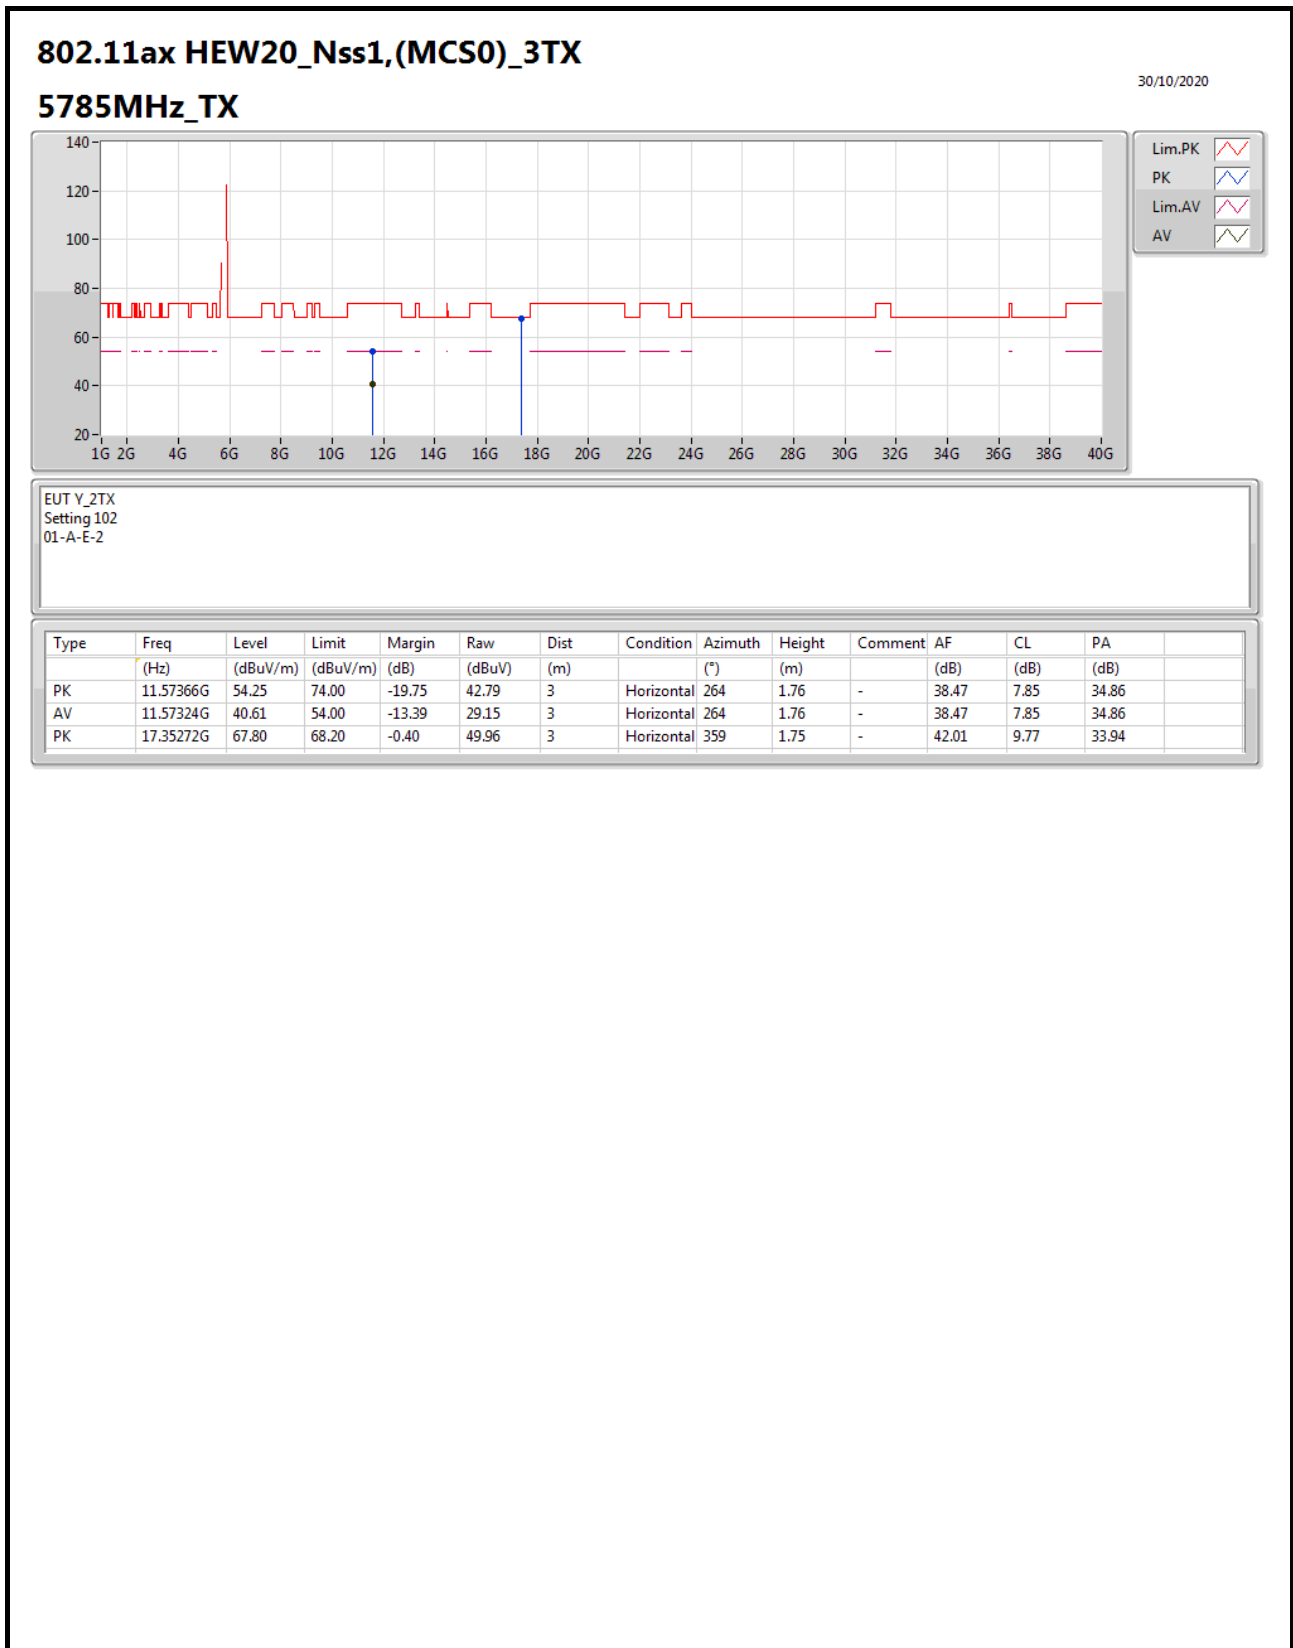 802.11ax HEW20_Nss1,(MCS0)_3TX
30/10/2020
5785MHz_TX
140
120
100
80
60
40
20
1G 2G 4G 6G 8G 10G 12G 14G 16G 18G 20G 22G 24G 26G 28G 30G 32G 34G 36G 38G 40G
Lim.PK
PK
Lim.AV
AV
EUT Y_2TX
Setting 102
01-A-E-2
Type Freq Level Limit Margin Raw Dist Condition Azimuth Height Comment AF CL PA
(Hz) (dBuV/m) (dBuV/m) (dB) (dBuV) (m) (°) (m) (dB) (dB) (dB)
PK 11.57366G 54.25 74.00 -19.75 42.79 3 Horizontal 264 1.76 - 38.47 7.85 34.86
AV 11.57324G 40.61 54.00 -13.39 29.15 3 Horizontal 264 1.76 - 38.47 7.85 34.86
PK 17.35272G 67.80 68.20 -0.40 49.96 3 Horizontal 359 1.75 - 42.01 9.77 33.94